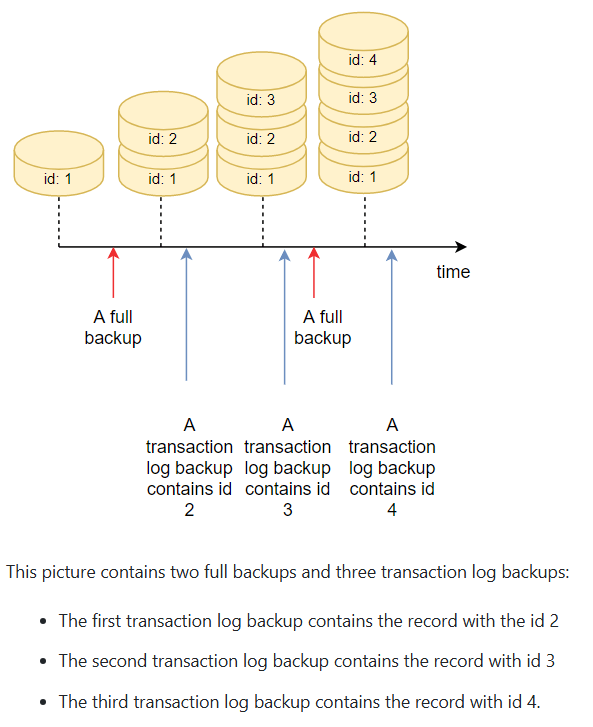 id: 4
id: 3
id: 3
id: 2
id: 2
id: 2
id: 1
id: 1
id: 1
id: 1
time
A full
backup
A full
backup
A
transaction
log backup
contains id
2
A
transaction
log backup
contains id
3
A
transaction
log backup
contains id
4
This picture contains two full backups and three transaction log backups:
• The first transaction log backup contains the record with the id 2
• The second transaction log backup contains the record with id 3
• The third transaction log backup contains the record with id 4.